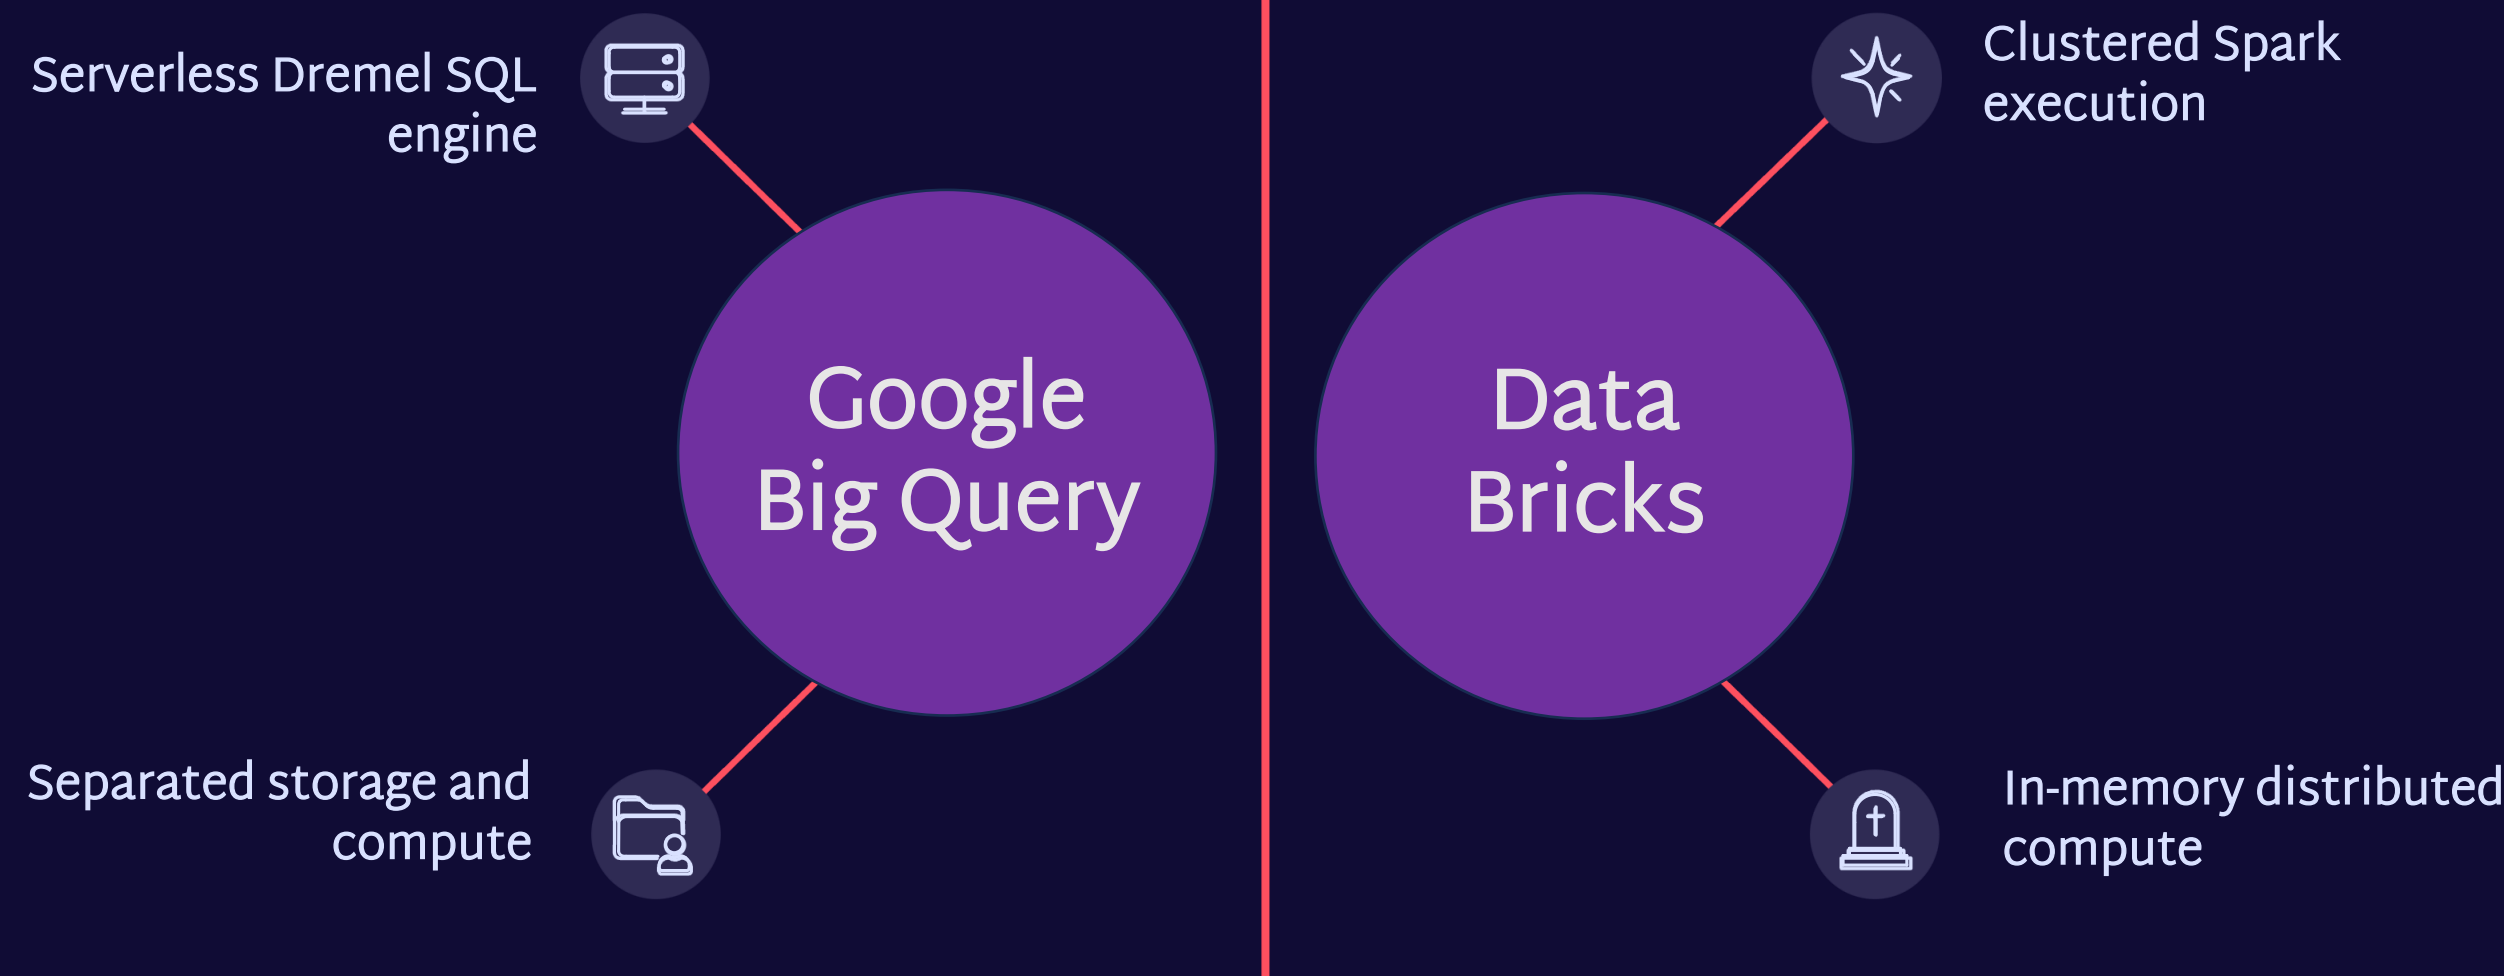 Serverless Dremel SQL
engine
Google
Big Query
Separated storage and
compute
Clustered Spark
execution
Data
Bricks
In-memory distributed
compute